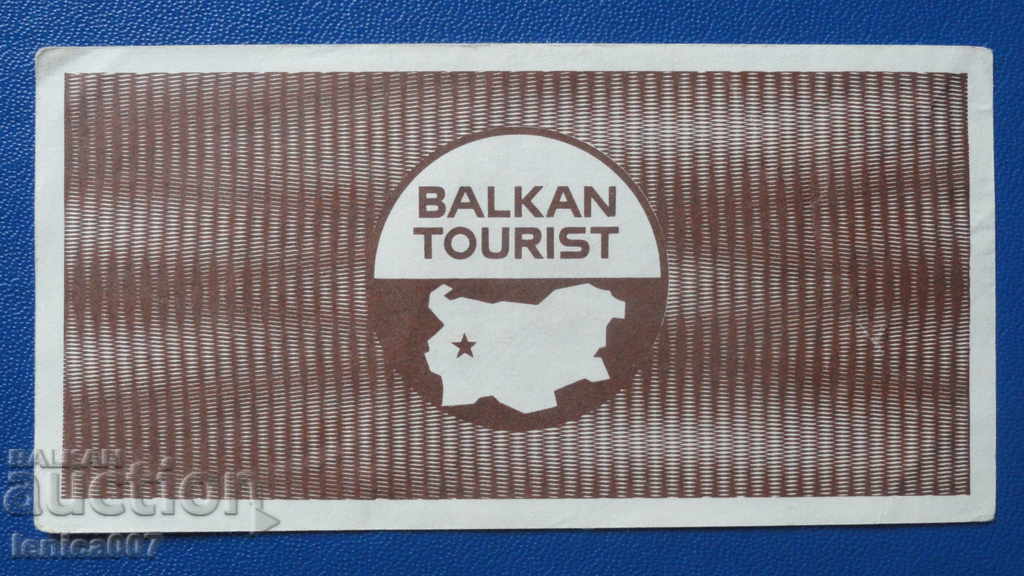 BALKAN
TOURIST
BALKAN
auction
lenica007